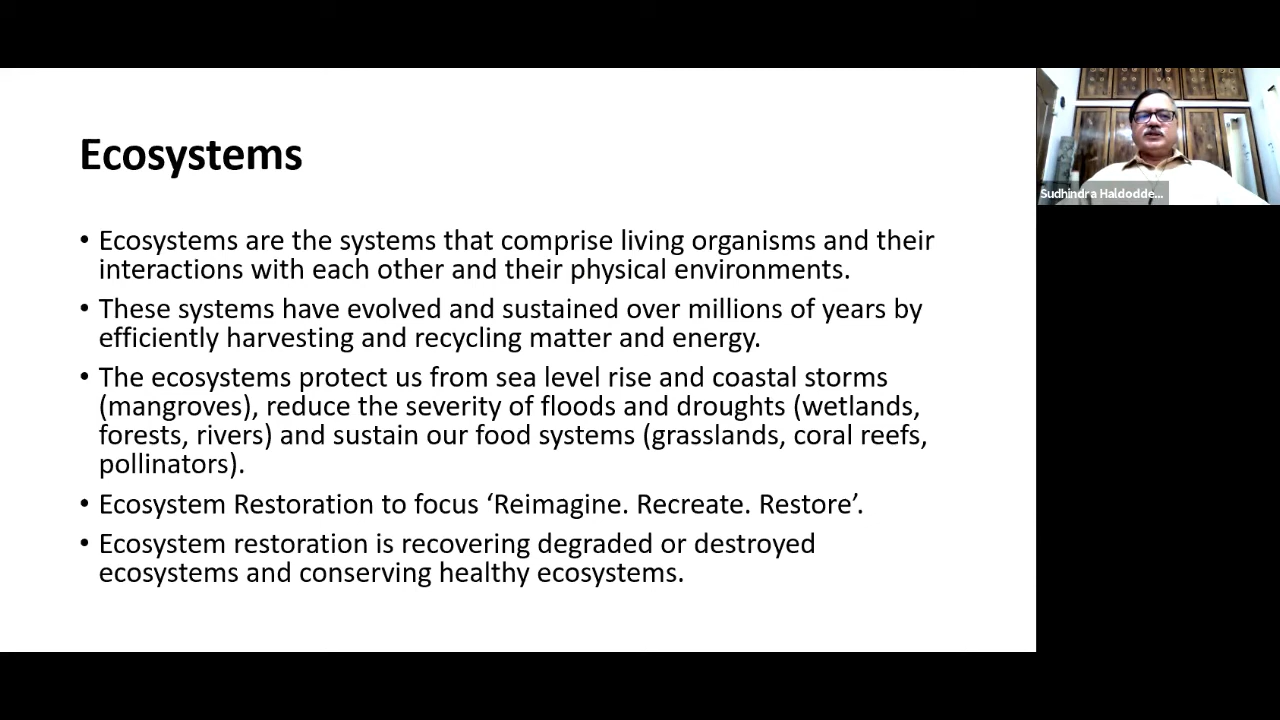 Ecosystems
• Ecosystems are the systems that comprise living organisms and their
interactions with each other and their physical environments.
• These systems have evolved and sustained over millions of years by
efficiently harvesting and recycling matter and energy.
• The ecosystems protect us from sea level rise and coastal storms
(mangroves), reduce the severity of floods and droughts (wetlands,
forests, rivers) and sustain our food systems (grasslands, coral reefs,
pollinators).
• Ecosystem Restoration to focus ‘Reimagine. Recreate. Restore’.
• Ecosystem restoration is recovering degraded or destroyed
ecosystems and conserving healthy ecosystems.
Sudhindra Haldodde...